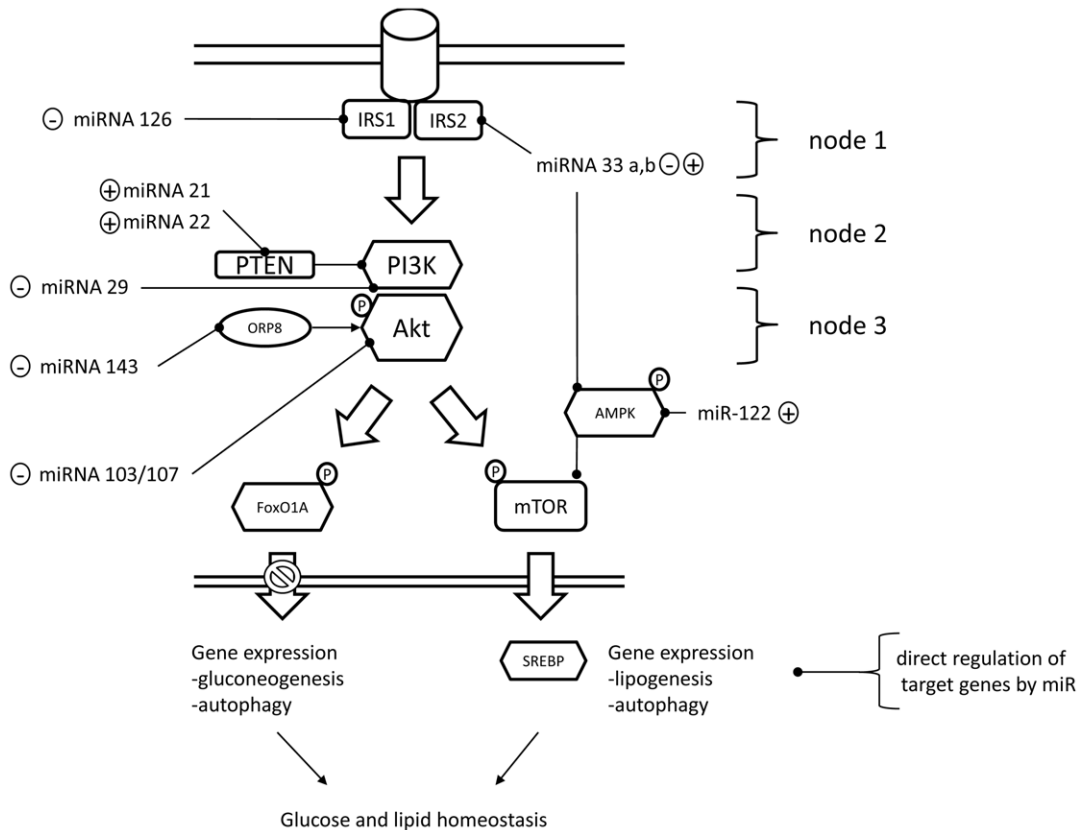 IRS1
IRS2
⊖ miRNA 126
node 1
miRNA 33 a,b ⊖ ⊕
⊕ miRNA 21
⊕ miRNA 22
node 2
PTEN
PI3K
⊖ miRNA 29
P
ORP8
Akt
node 3
⊖ miRNA 143
P
AMPK
miR-122 ⊕
⊖ miRNA 103/107
P
P
FoxO1A
mTOR
Gene expression
-gluconeogenesis
-autophagy
SREBP
Gene expression
-lipogenesis
-autophagy
direct regulation of
target genes by miR
Glucose and lipid homeostasis